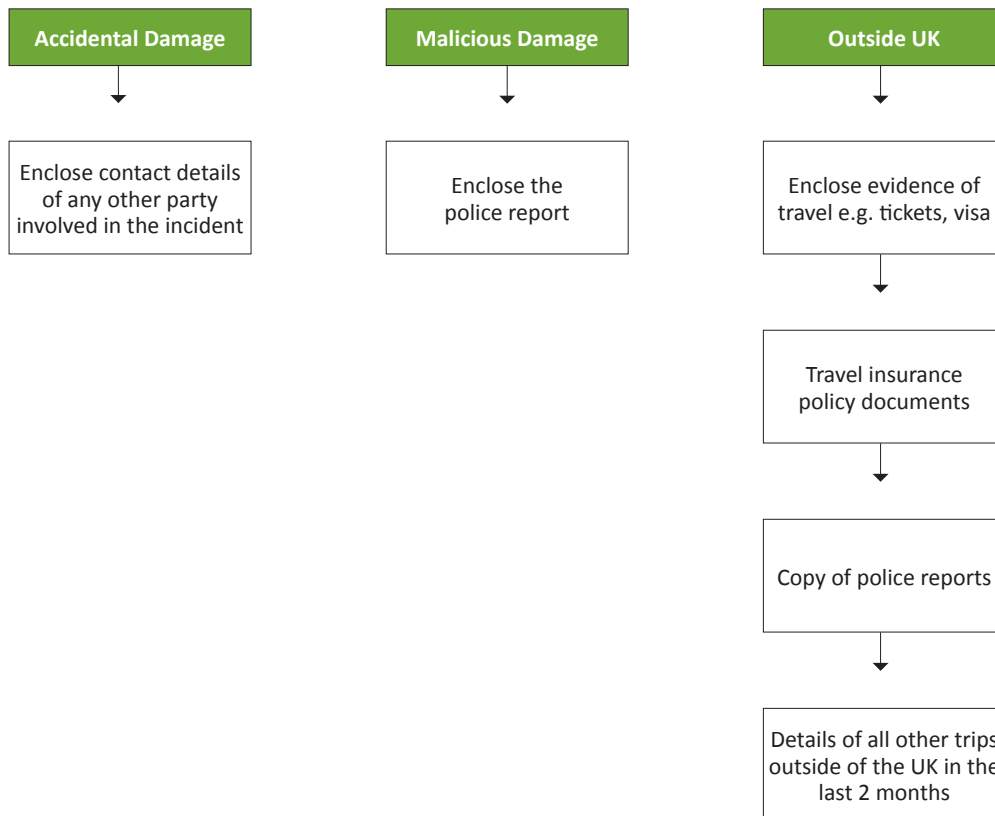 Accidental Damage
Enclose contact details
of any other party
involved in the incident
Malicious Damage
Enclose the
police report
Outside UK
Enclose evidence of
travel e.g. tickets, visa
Travel insurance
policy documents
Copy of police reports
Details of all other trips
outside of the UK in the
last 2 months